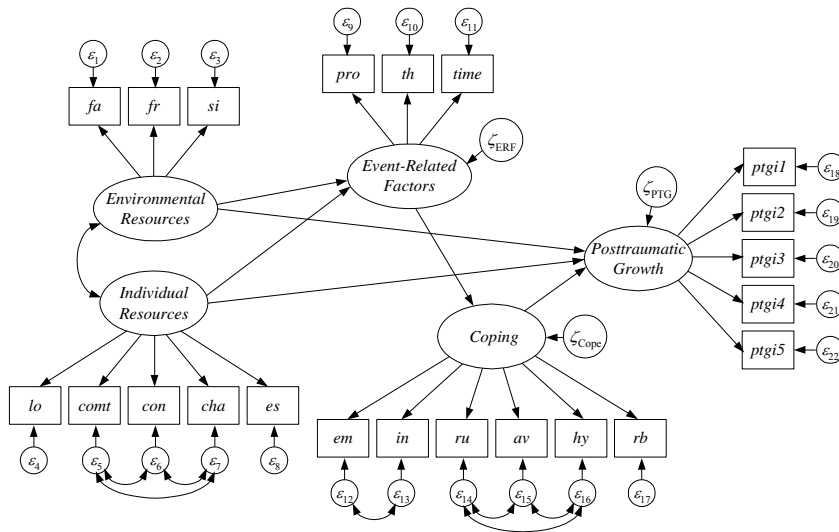 ε9
ε10
ε11
ε1
ε2
ε3
pro
th
time
fa
fr
si
ζERF
Event-Related
Factors
ptgi1
ε18
Environmental
Resources
ζPTG
ptgi2
ε19
Posttraumatic
Growth
ptgi3
ε20
Individual
Resources
ptgi4
ε21
Coping
ζCope
ptgi5
ε22
lo
comt
con
cha
es
em
in
ru
av
hy
rb
ε4
ε5
ε6
ε7
ε8
ε12
ε13
ε14
ε15
ε16
ε17